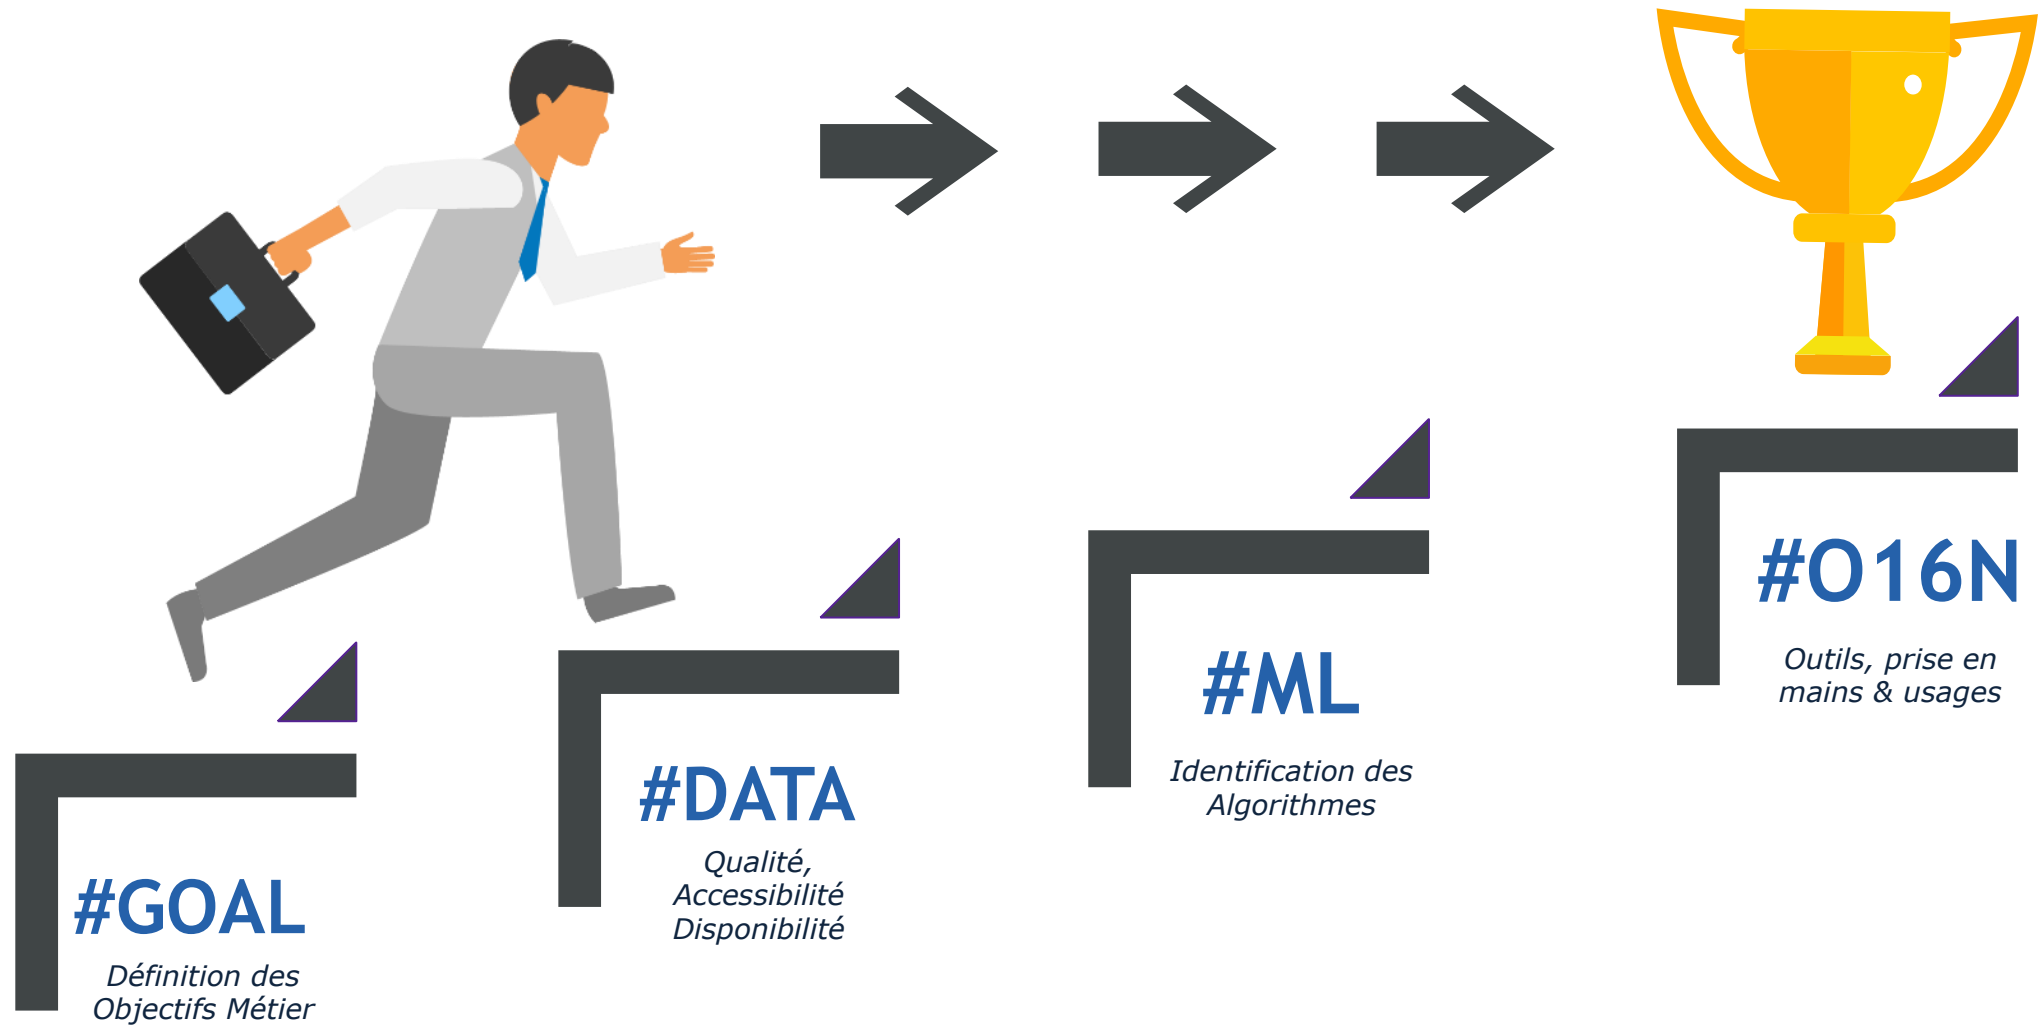 #GOAL
Définition des
Objectifs Métier
#DATA
Qualité,
Accessibilité
Disponibilité
#ML
Identification des
Algorithmes
#O16N
Outils, prise en
mains & usages